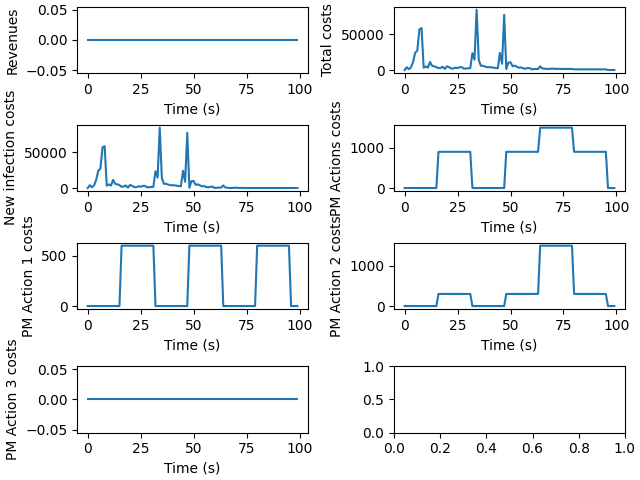 Revenues
0.05
0.00
−0.05
0 25 50 75 100
Time (s)
Total costs
50000
0
0 25 50 75 100
Time (s)
New infection costs
50000
0
0 25 50 75 100
Time (s)
PM Actions costs
1000
0
0 25 50 75 100
Time (s)
PM Action 1 costs
500
0
0 25 50 75 100
Time (s)
PM Action 2 costs
1000
0
0 25 50 75 100
Time (s)
PM Action 3 costs
0.05
0.00
−0.05
0 25 50 75 100
Time (s)
1.0
0.5
0.0
0.0 0.2 0.4 0.6 0.8 1.0